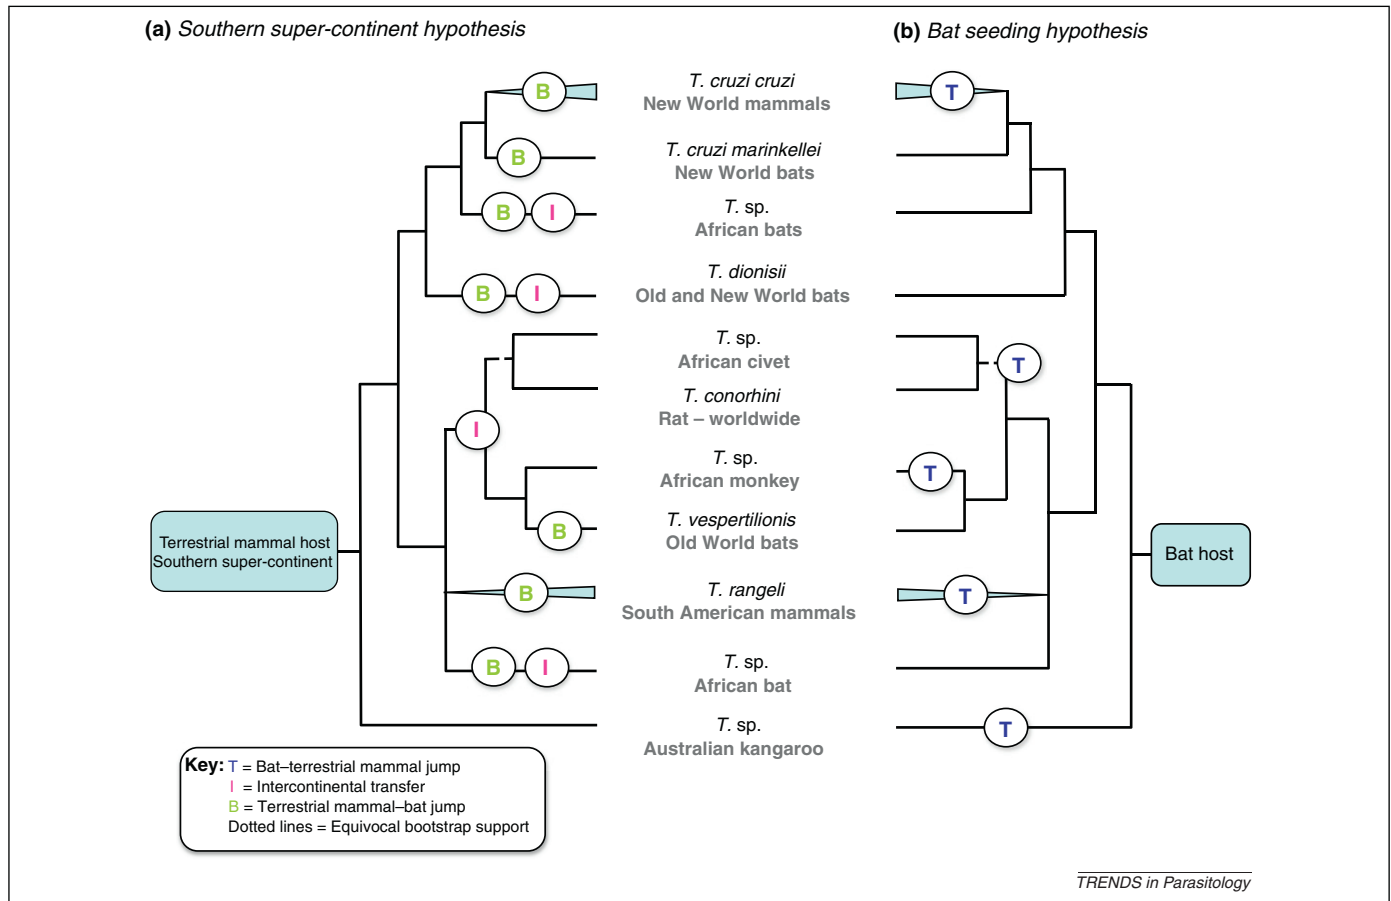 (a) Southern super-continent hypothesis
(b) Bat seeding hypothesis
B
T. cruzi cruzi
New World mammals
T
B
T. cruzi marinkellei
New World bats
B I
T. sp.
African bats
B I
T. dionisii
Old and New World bats
T. sp.
African civet
T
T. conorhini
Rat – worldwide
I
T. sp.
African monkey
T
B
T. vespertilionis
Old World bats
Terrestrial mammal host
Southern super-continent
Bat host
B
T. rangeli
South American mammals
T
B I
T. sp.
African bat
T. sp.
Australian kangaroo
T
Key: T = Bat–terrestrial mammal jump
I = Intercontinental transfer
B = Terrestrial mammal–bat jump
Dotted lines = Equivocal bootstrap support
TRENDS in Parasitology